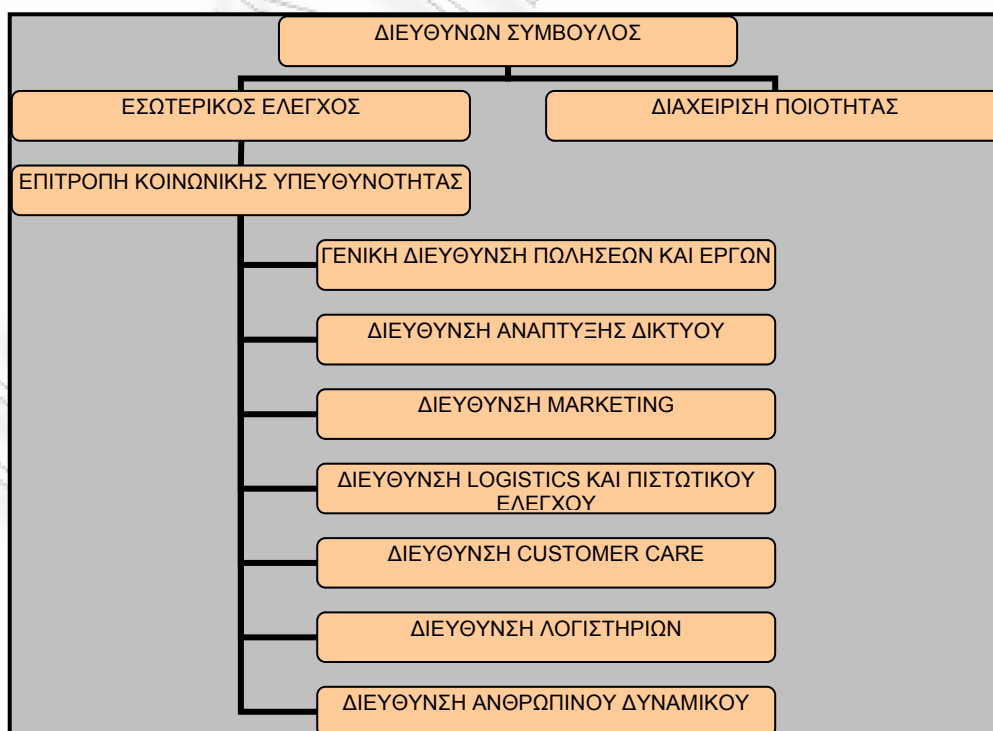 ΔΙΕΥΘΥΝΩΝ ΣΥΜΒΟΥΛΟΣ
ΕΣΩΤΕΡΙΚΟΣ ΕΛΕΓΧΟΣ
ΔΙΑΧΕΙΡΙΣΗ ΠΟΙΟΤΗΤΑΣ
ΕΠΙΤΡΟΠΗ ΚΟΙΝΩΝΙΚΗΣ ΥΠΕΥΘΥΝΟΤΗΤΑΣ
ΓΕΝΙΚΗ ΔΙΕΥΘΥΝΣΗ ΠΩΛΗΣΕΩΝ ΚΑΙ ΕΡΓΩΝ
ΔΙΕΥΘΥΝΣΗ ΑΝΑΠΤΥΞΗΣ ΔΙΚΤΥΟΥ
ΔΙΕΥΘΥΝΣΗ MARKETING
ΔΙΕΥΘΥΝΣΗ LOGISTICS ΚΑΙ ΠΙΣΤΩΤΙΚΟΥ
ΕΛΕΓΧΟΥ
ΔΙΕΥΘΥΝΣΗ CUSTOMER CARE
ΔΙΕΥΘΥΝΣΗ ΛΟΓΙΣΤΗΡΙΩΝ
ΔΙΕΥΘΥΝΣΗ ΑΝΘΡΩΠΙΝΟΥ ΔΥΝΑΜΙΚΟΥ